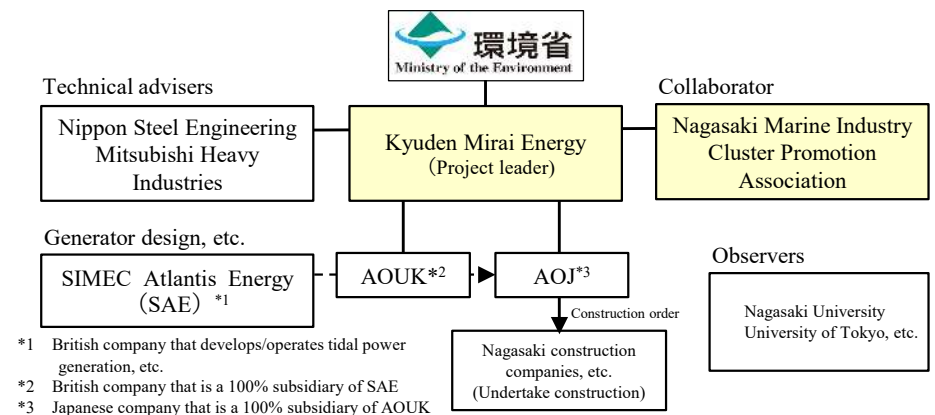 環境省
Ministry of the Environment
Technical advisers
Nippon Steel Engineering
Mitsubishi Heavy
Industries
Kyuden Mirai Energy
（Project leader)
Collaborator
Nagasaki Marine Industry
Cluster Promotion
Association
Generator design, etc.
SIMEC Atlantis Energy
（SAE）*1
AOUK*2
AOJ*3
Construction order
Nagasaki construction
companies, etc.
(Undertake construction)
Observers
Nagasaki University
University of Tokyo, etc.
*1 British company that develops/operates tidal power
generation, etc.
*2 British company that is a 100% subsidiary of SAE
*3 Japanese company that is a 100% subsidiary of AOUK